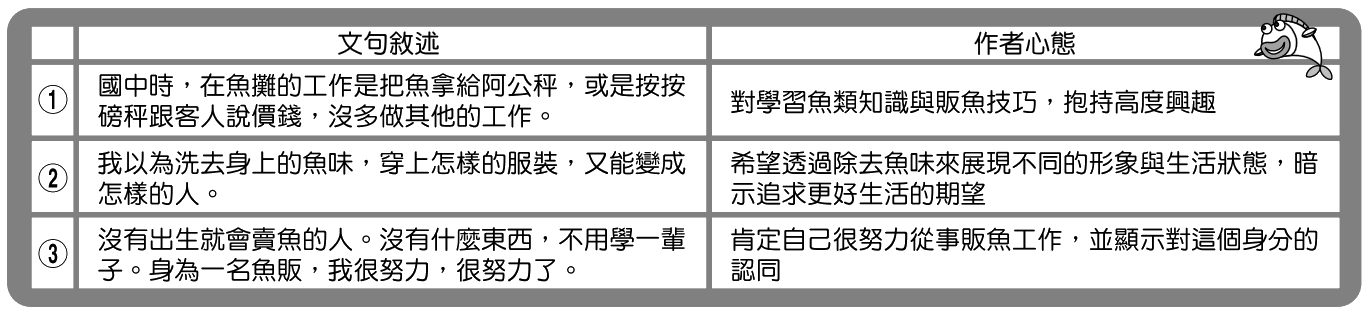 文句敘述
作者心態
①
國中時，在魚攤的工作是把魚拿給阿公秤，或是按按
磅秤跟客人說價錢，沒多做其他的工作。
對學習魚類知識與販魚技巧，抱持高度興趣
②
我以為洗去身上的魚味，穿上怎樣的服裝，又能變成
怎樣的人。
希望透過除去魚味來展現不同的形象與生活狀態，暗
示追求更好生活的期望
③
沒有出生就會賣魚的人。沒有什麼東西，不用學一輩
子。身為一名魚販，我很努力，很努力了。
肯定自己很努力從事販魚工作，並顯示對這個身分的
認同